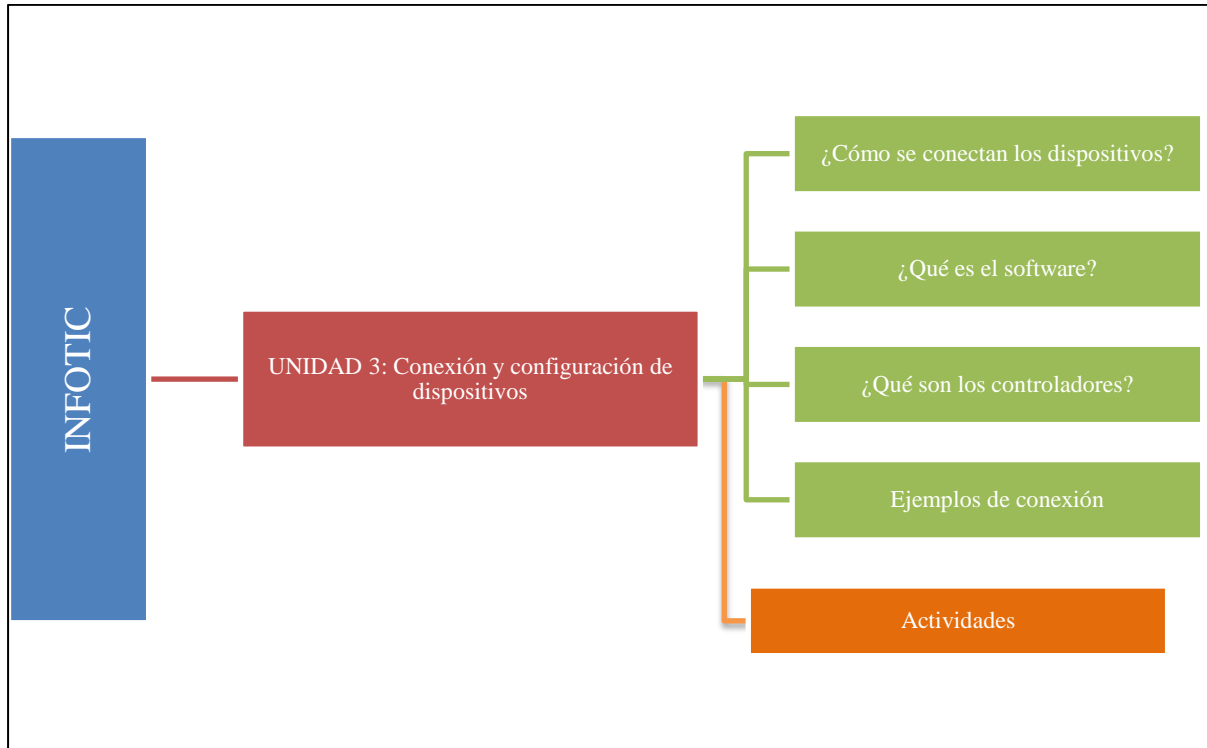 INFOTIC
UNIDAD 3: Conexión y configuración de
dispositivos
¿Cómo se conectan los dispositivos?
¿Qué es el software?
¿Qué son los controladores?
Ejemplos de conexión
Actividades